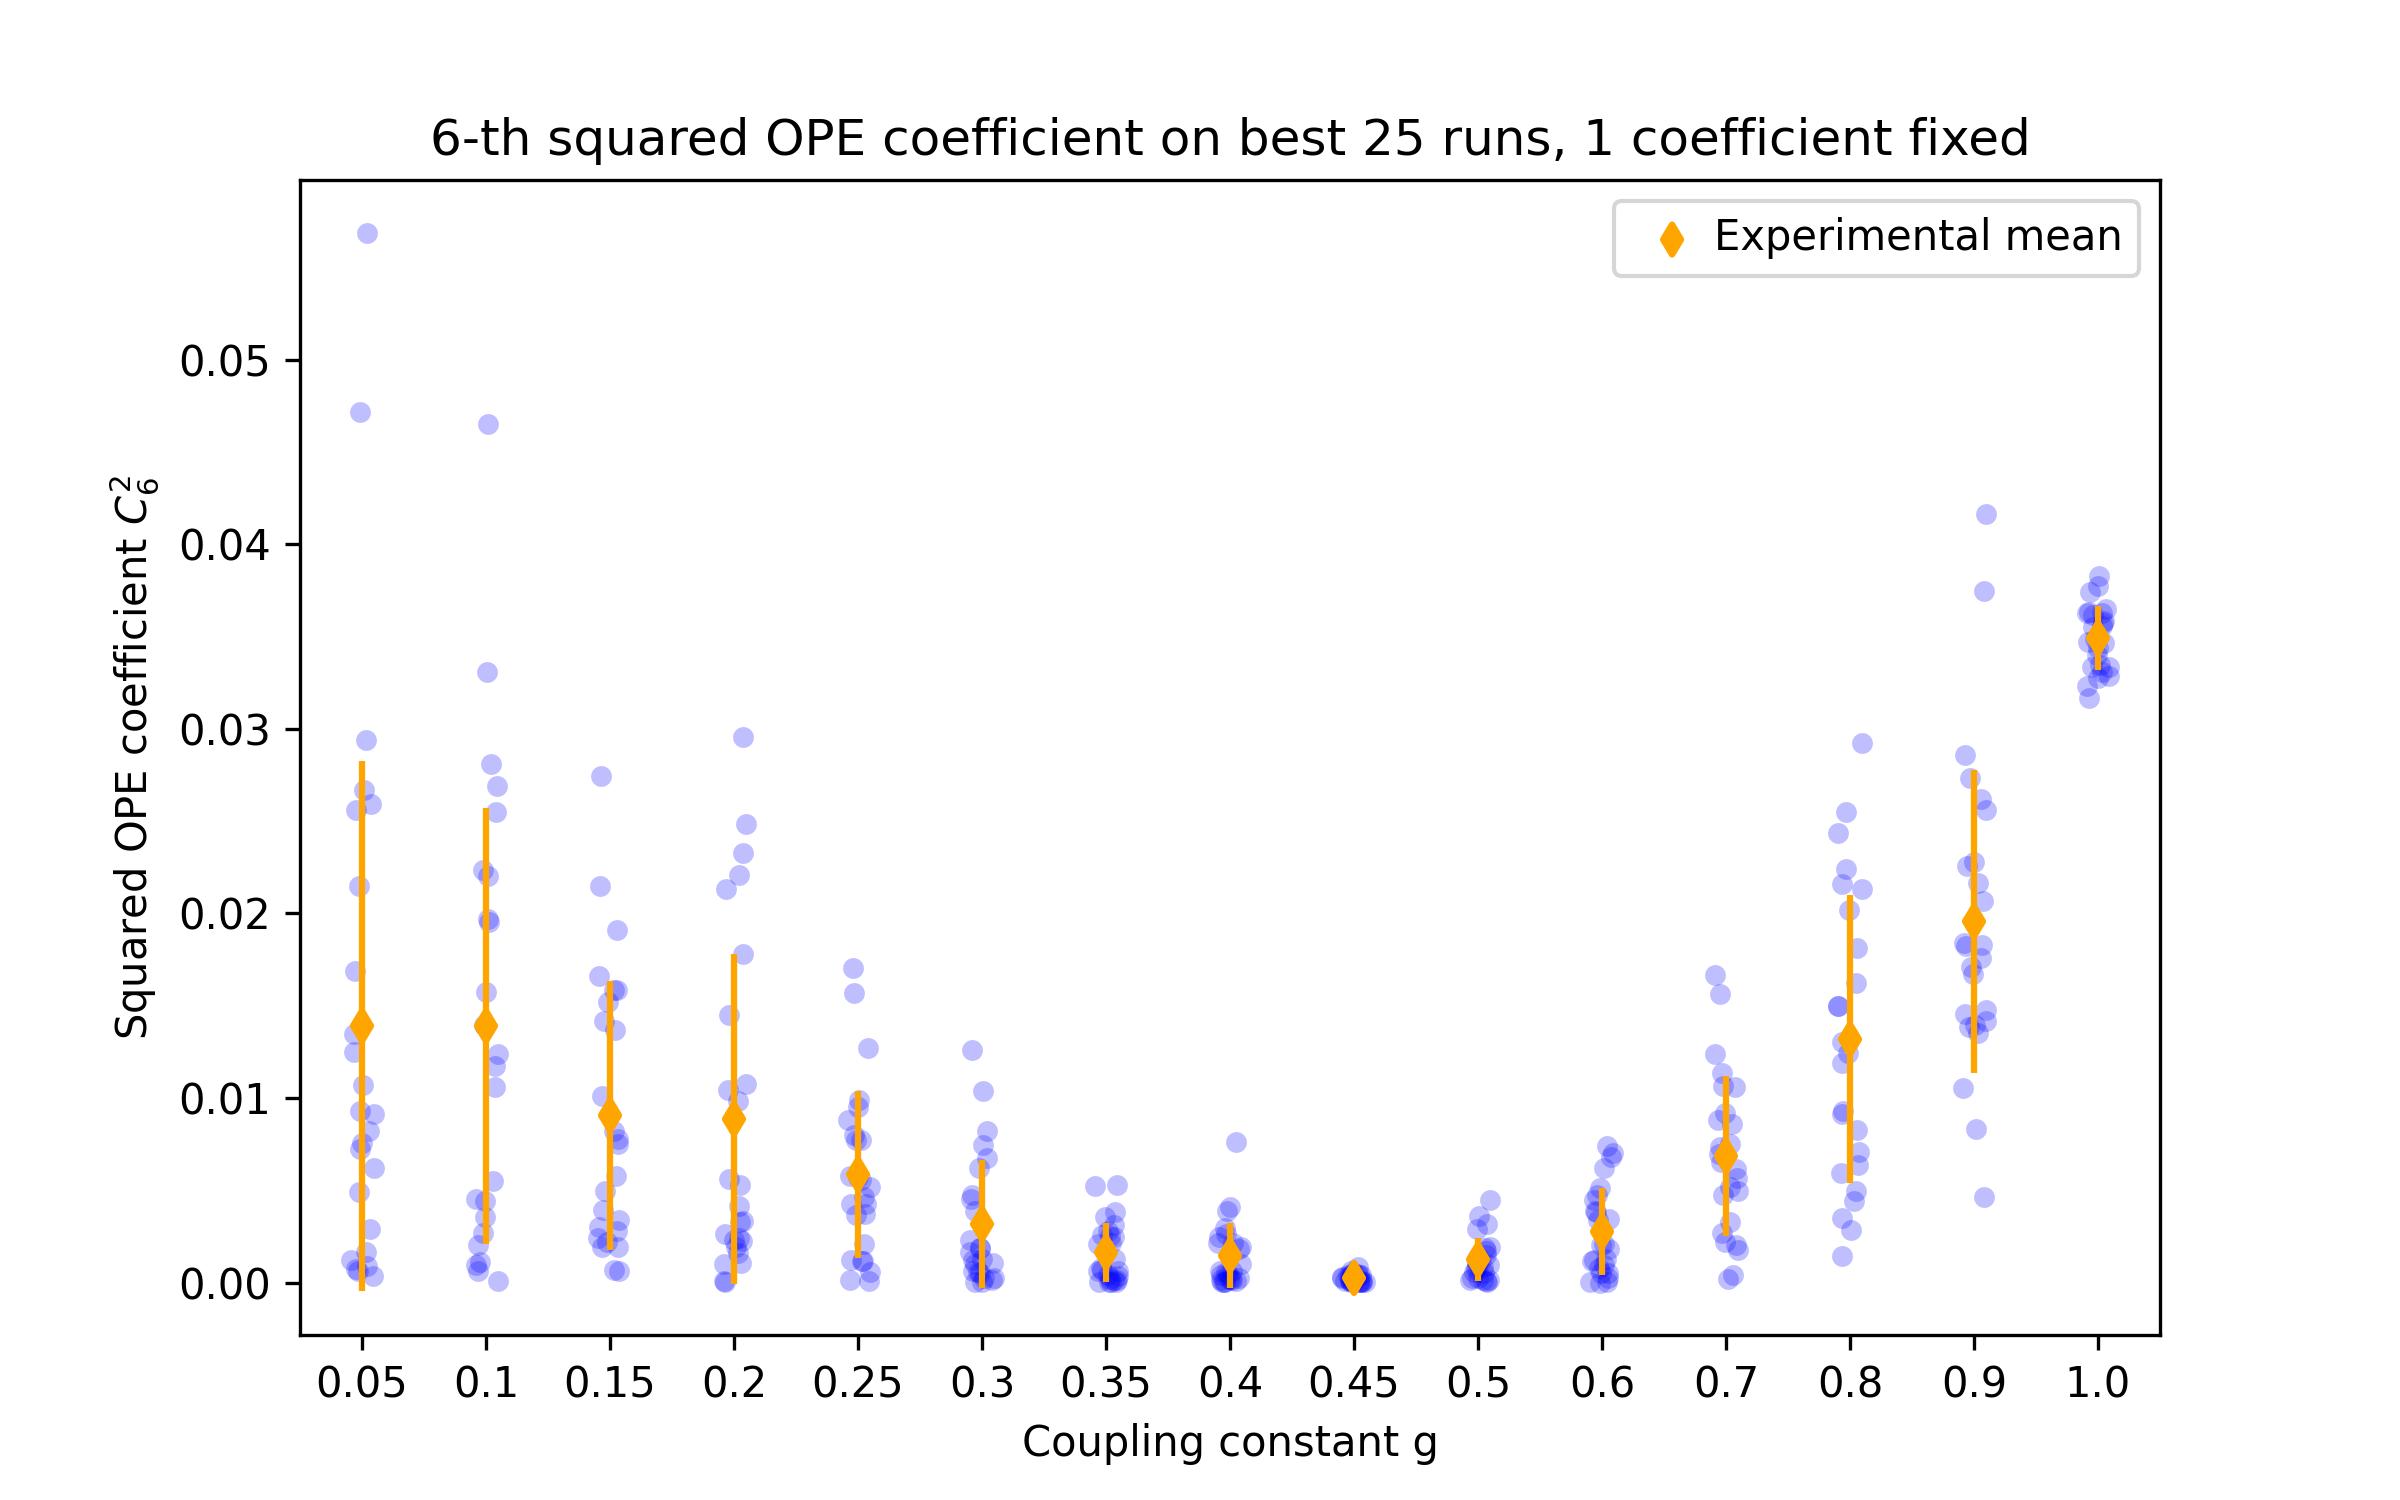 6-th squared OPE coefficient on best 25 runs, 1 coefficient fixed
Experimental mean
Squared OPE coefficient $C_6^2$
0.05
0.04
0.03
0.02
0.01
0.00
0.05 0.1 0.15 0.2 0.25 0.3 0.35 0.4 0.45 0.5 0.6 0.7 0.8 0.9 1.0
Coupling constant g